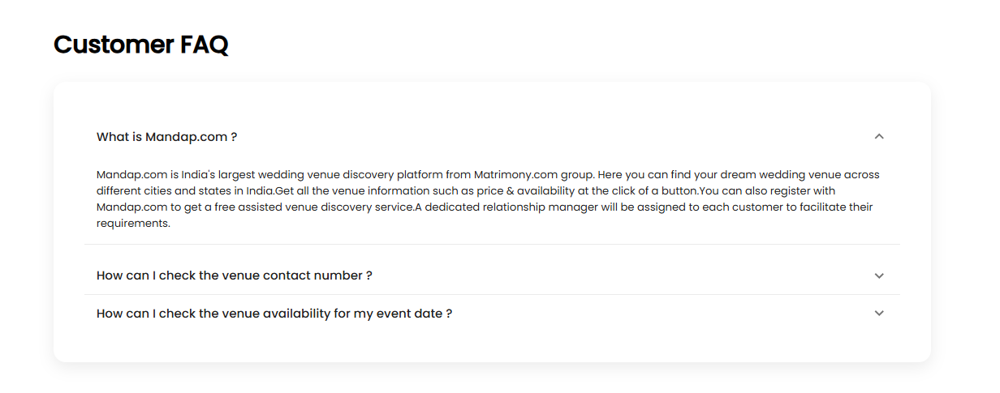 Customer FAQ
What is Mandap.com ?
Mandap.com is India's largest wedding venue discovery platform from Matrimony.com group. Here you can find your dream wedding venue across
different cities and states in India.Get all the venue information such as price & availability at the click of a button.You can also register with
Mandap.com to get a free assisted venue discovery service.A dedicated relationship manager will be assigned to each customer to facilitate their
requirements.
How can I check the venue contact number ?
How can I check the venue availability for my event date ?